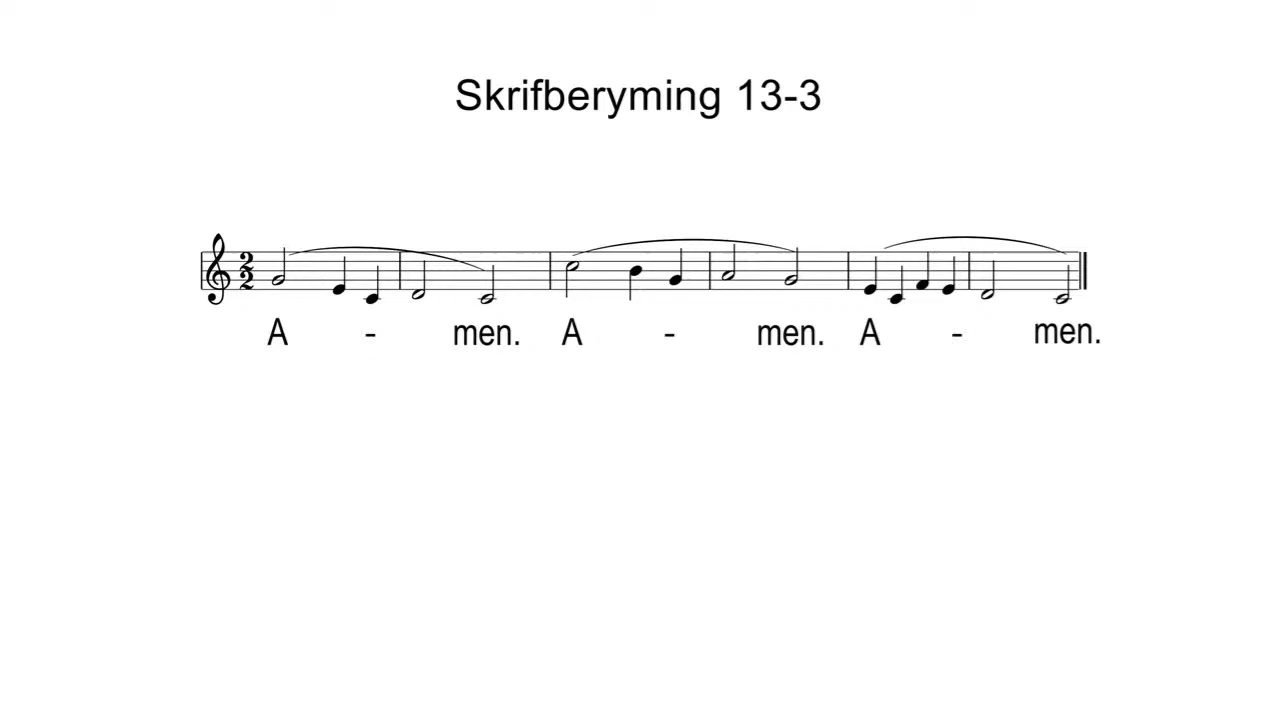 Skrifberyming 13-3
A - men. A - men. A - men.